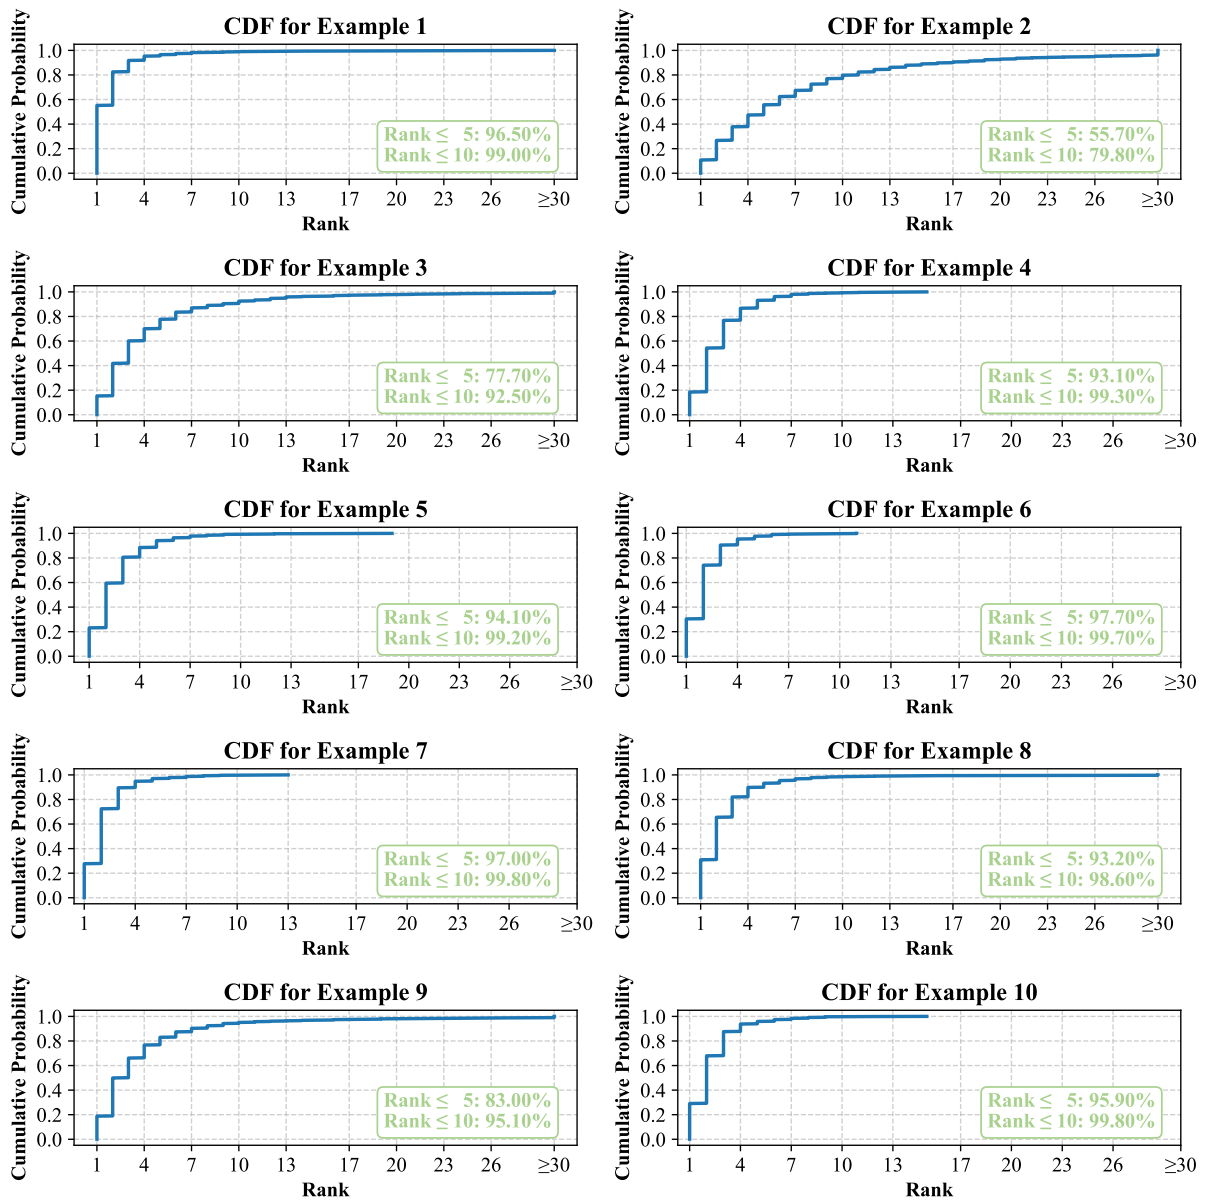 CDF for Example 1
Cumulative Probability
1.0
0.8
0.6
0.4
0.2
0.0
Rank ≤ 5: 96.50%
Rank ≤ 10: 99.00%
1 4 7 10 13 17 20 23 26 ≥30
Rank
CDF for Example 2
Cumulative Probability
1.0
0.8
0.6
0.4
0.2
0.0
Rank ≤ 5: 55.70%
Rank ≤ 10: 79.80%
1 4 7 10 13 17 20 23 26 ≥30
Rank
CDF for Example 3
Cumulative Probability
1.0
0.8
0.6
0.4
0.2
0.0
Rank ≤ 5: 77.70%
Rank ≤ 10: 92.50%
1 4 7 10 13 17 20 23 26 ≥30
Rank
CDF for Example 4
Cumulative Probability
1.0
0.8
0.6
0.4
0.2
0.0
Rank ≤ 5: 93.10%
Rank ≤ 10: 99.30%
1 4 7 10 13 17 20 23 26 ≥30
Rank
CDF for Example 5
Cumulative Probability
1.0
0.8
0.6
0.4
0.2
0.0
Rank ≤ 5: 94.10%
Rank ≤ 10: 99.20%
1 4 7 10 13 17 20 23 26 ≥30
Rank
CDF for Example 6
Cumulative Probability
1.0
0.8
0.6
0.4
0.2
0.0
Rank ≤ 5: 97.70%
Rank ≤ 10: 99.70%
1 4 7 10 13 17 20 23 26 ≥30
Rank
CDF for Example 7
Cumulative Probability
1.0
0.8
0.6
0.4
0.2
0.0
Rank ≤ 5: 97.00%
Rank ≤ 10: 99.80%
1 4 7 10 13 17 20 23 26 ≥30
Rank
CDF for Example 8
Cumulative Probability
1.0
0.8
0.6
0.4
0.2
0.0
Rank ≤ 5: 93.20%
Rank ≤ 10: 98.60%
1 4 7 10 13 17 20 23 26 ≥30
Rank
CDF for Example 9
Cumulative Probability
1.0
0.8
0.6
0.4
0.2
0.0
Rank ≤ 5: 83.00%
Rank ≤ 10: 95.10%
1 4 7 10 13 17 20 23 26 ≥30
Rank
CDF for Example 10
Cumulative Probability
1.0
0.8
0.6
0.4
0.2
0.0
Rank ≤ 5: 95.90%
Rank ≤ 10: 99.80%
1 4 7 10 13 17 20 23 26 ≥30
Rank